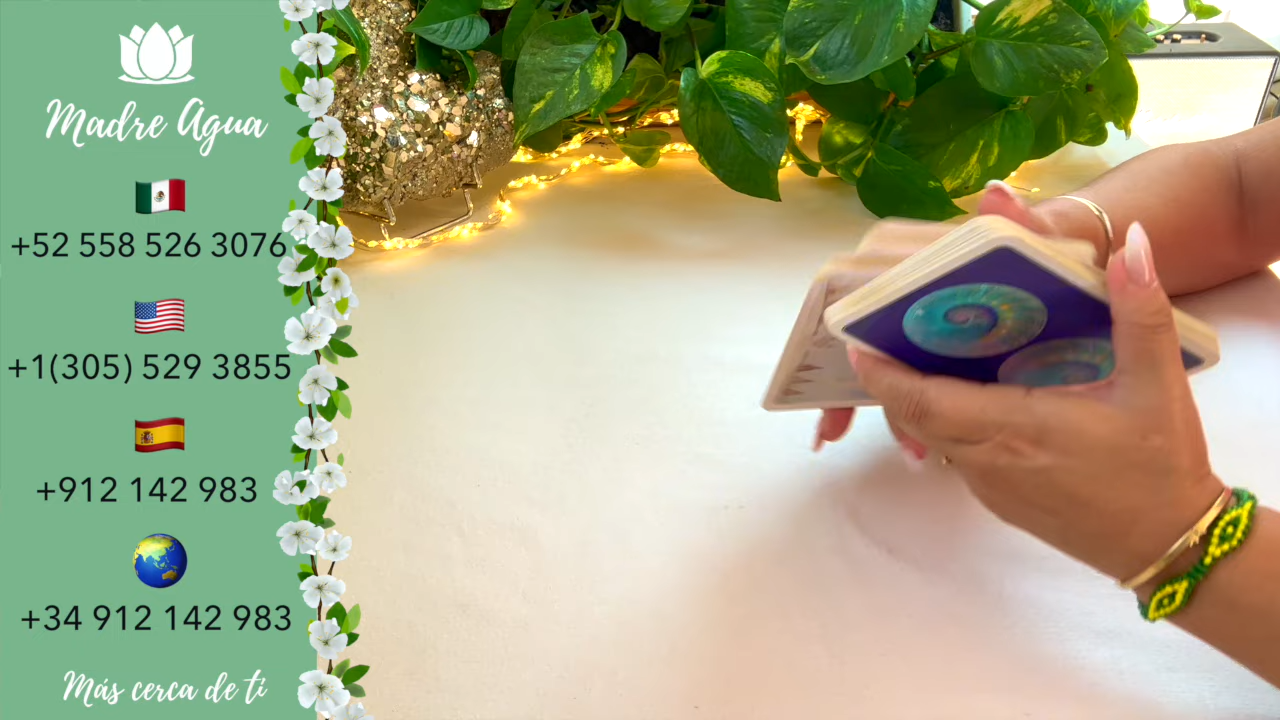 Madre Agua
+52 558 526 3076
+1(305) 529 3855
+912 142 983
+34 912 142 983
Más cerca de ti